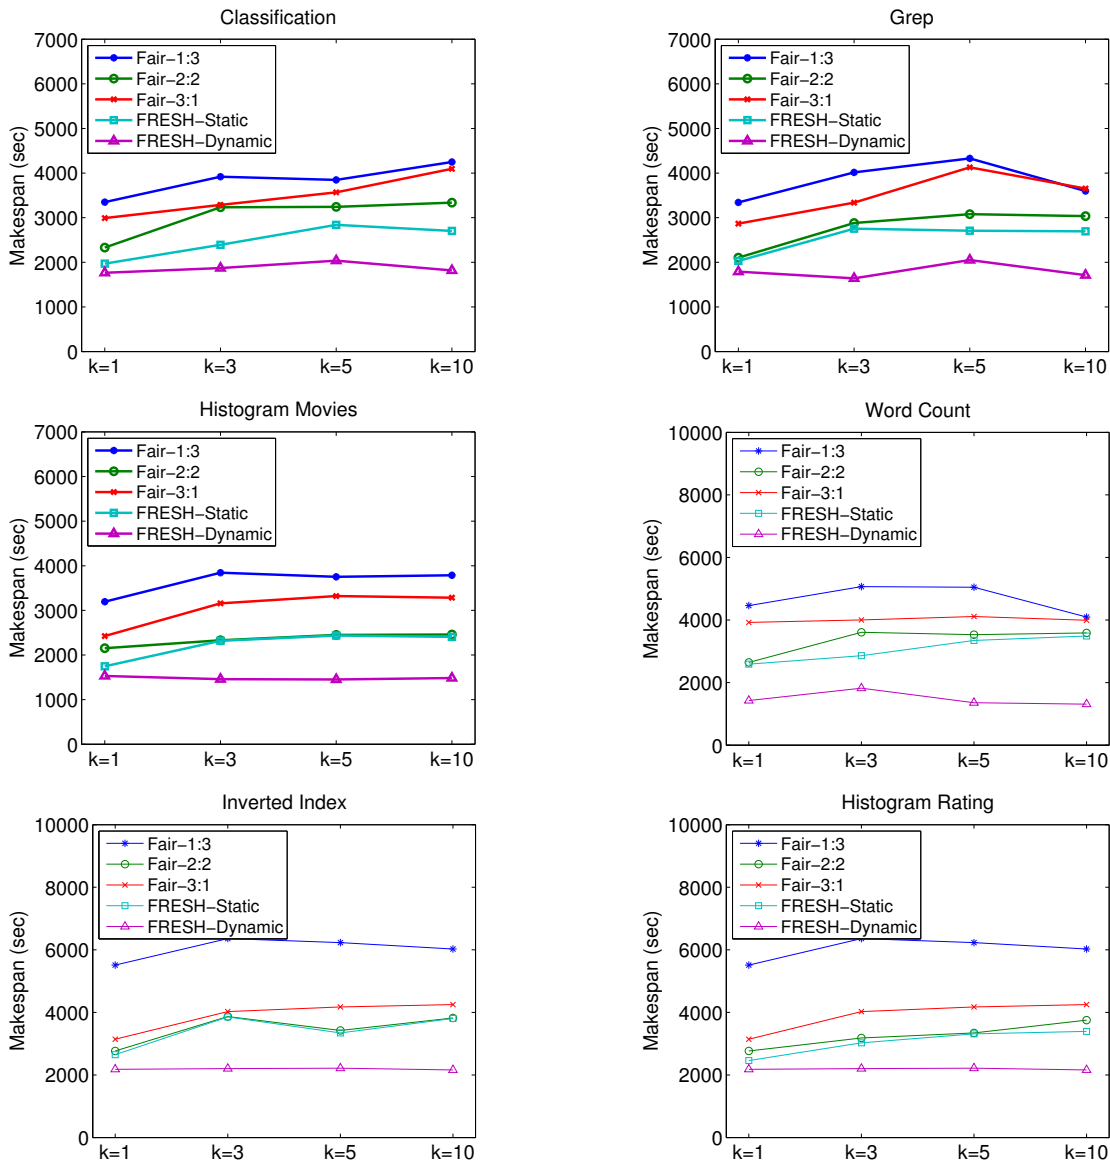 Classification
7000
6000
5000
4000
3000
2000
1000
0
Makespan (sec)
k=1 k=3 k=5 k=10
Fair−1:3
Fair−2:2
Fair−3:1
FRESH−Static
FRESH−Dynamic
Grep
7000
6000
5000
4000
3000
2000
1000
0
Makespan (sec)
k=1 k=3 k=5 k=10
Fair−1:3
Fair−2:2
Fair−3:1
FRESH−Static
FRESH−Dynamic
Histogram Movies
7000
6000
5000
4000
3000
2000
1000
0
Makespan (sec)
k=1 k=3 k=5 k=10
Fair−1:3
Fair−2:2
Fair−3:1
FRESH−Static
FRESH−Dynamic
Word Count
10000
8000
6000
4000
2000
0
Makespan (sec)
k=1 k=3 k=5 k=10
Fair−1:3
Fair−2:2
Fair−3:1
FRESH−Static
FRESH−Dynamic
Inverted Index
10000
8000
6000
4000
2000
0
Makespan (sec)
k=1 k=3 k=5 k=10
Fair−1:3
Fair−2:2
Fair−3:1
FRESH−Static
FRESH−Dynamic
Histogram Rating
10000
8000
6000
4000
2000
0
Makespan (sec)
k=1 k=3 k=5 k=10
Fair−1:3
Fair−2:2
Fair−3:1
FRESH−Static
FRESH−Dynamic